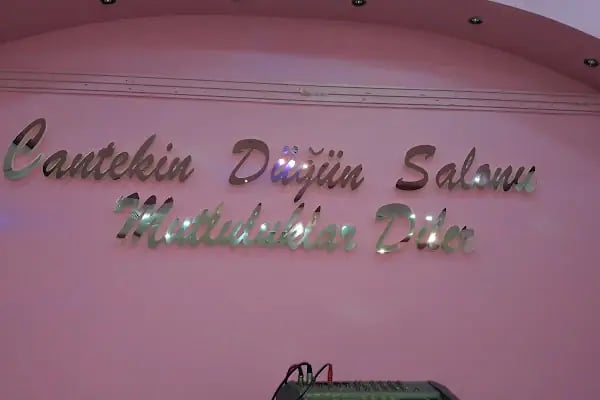 Cantekin Düğün Salonu
Mutluluklar Diler